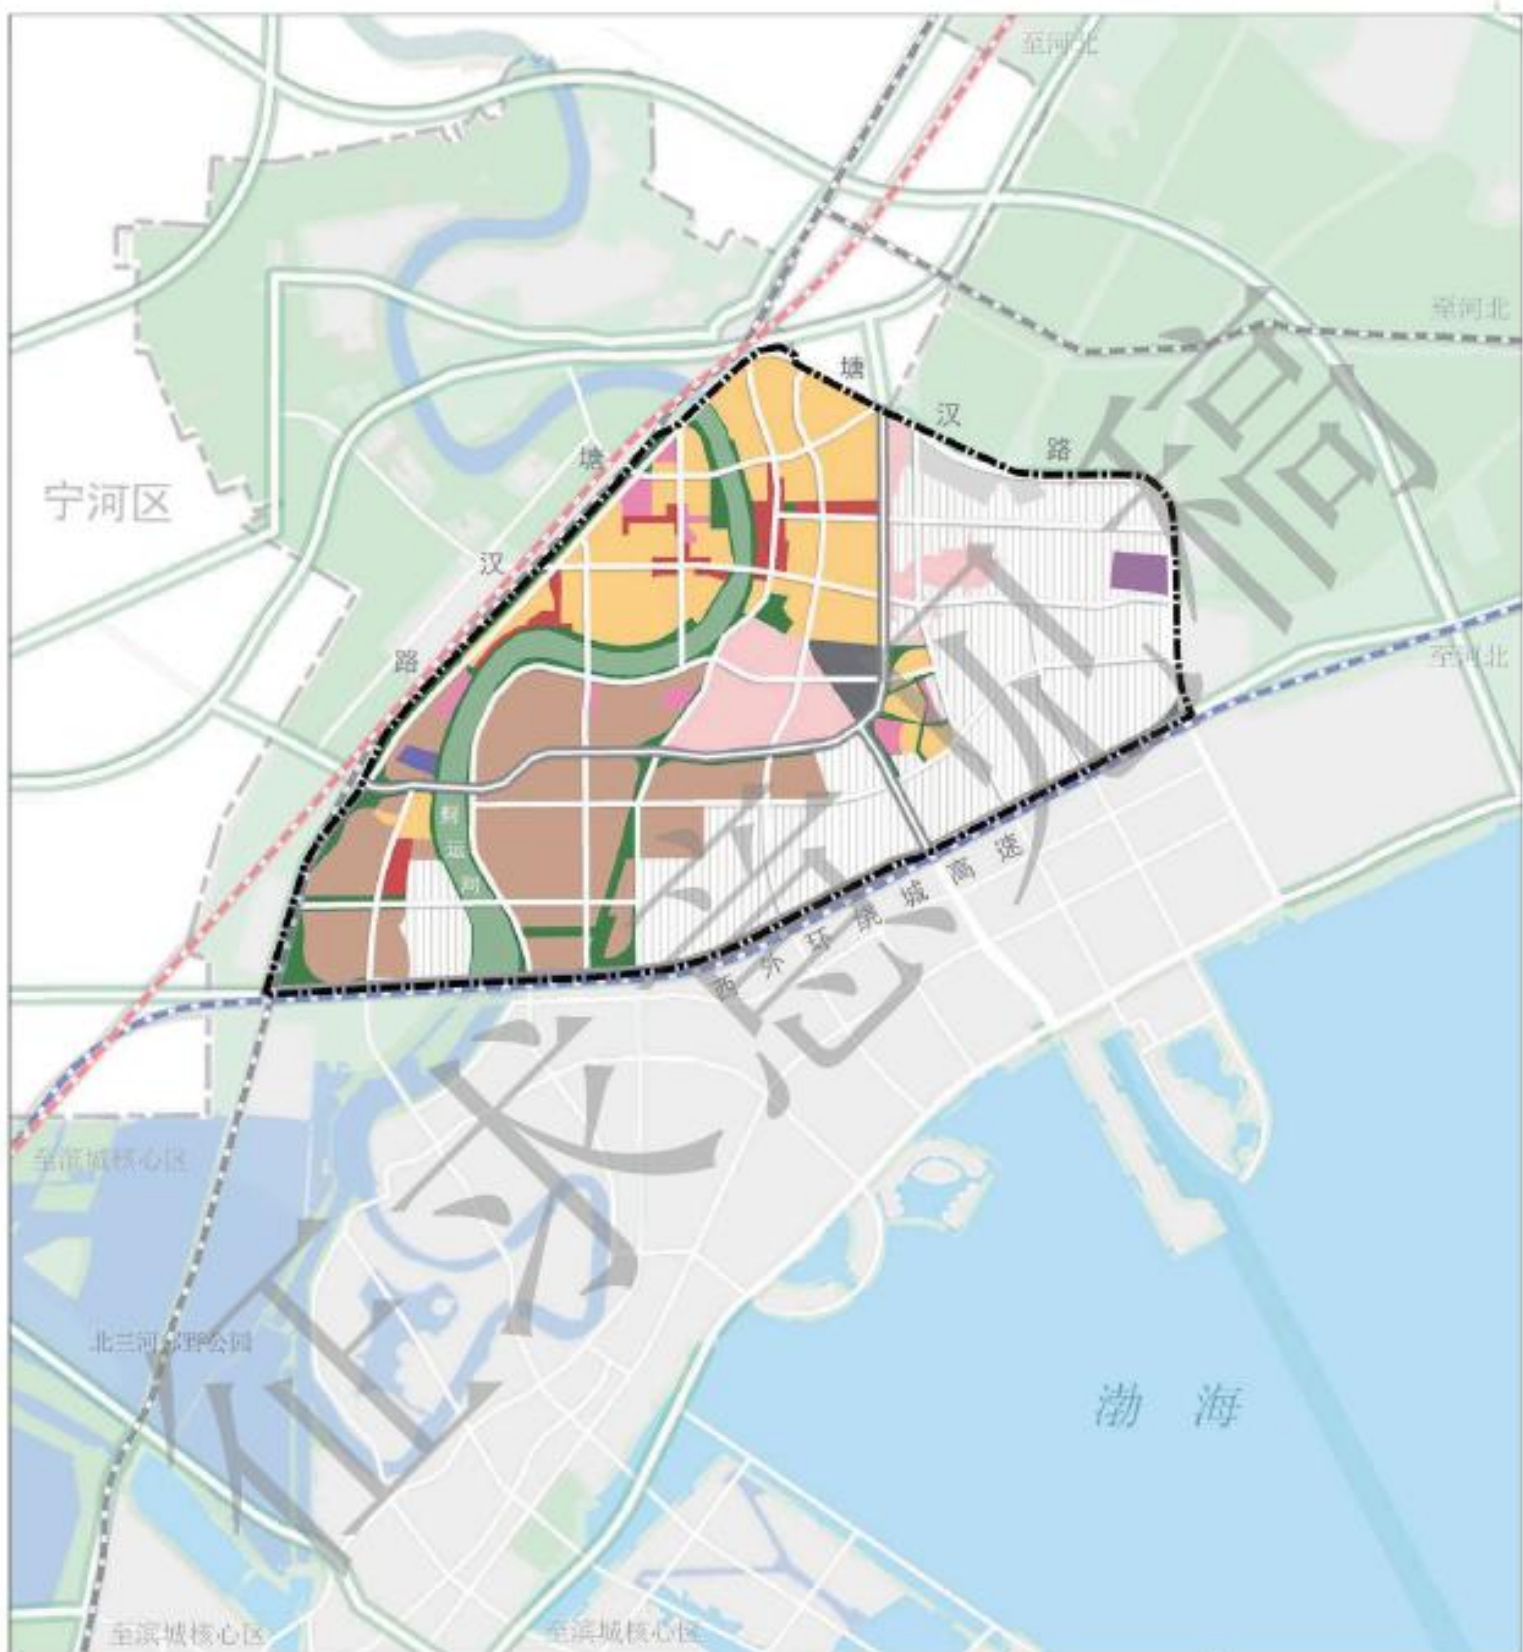 至河北
至河北
塘
汉
路
塘
汉
路
宁河区
至河北
蓟
运
河
西外环绕城高速
征求意见稿
至滨城核心区
北三河郊野公园
渤海
至滨城核心区
至滨城核心区